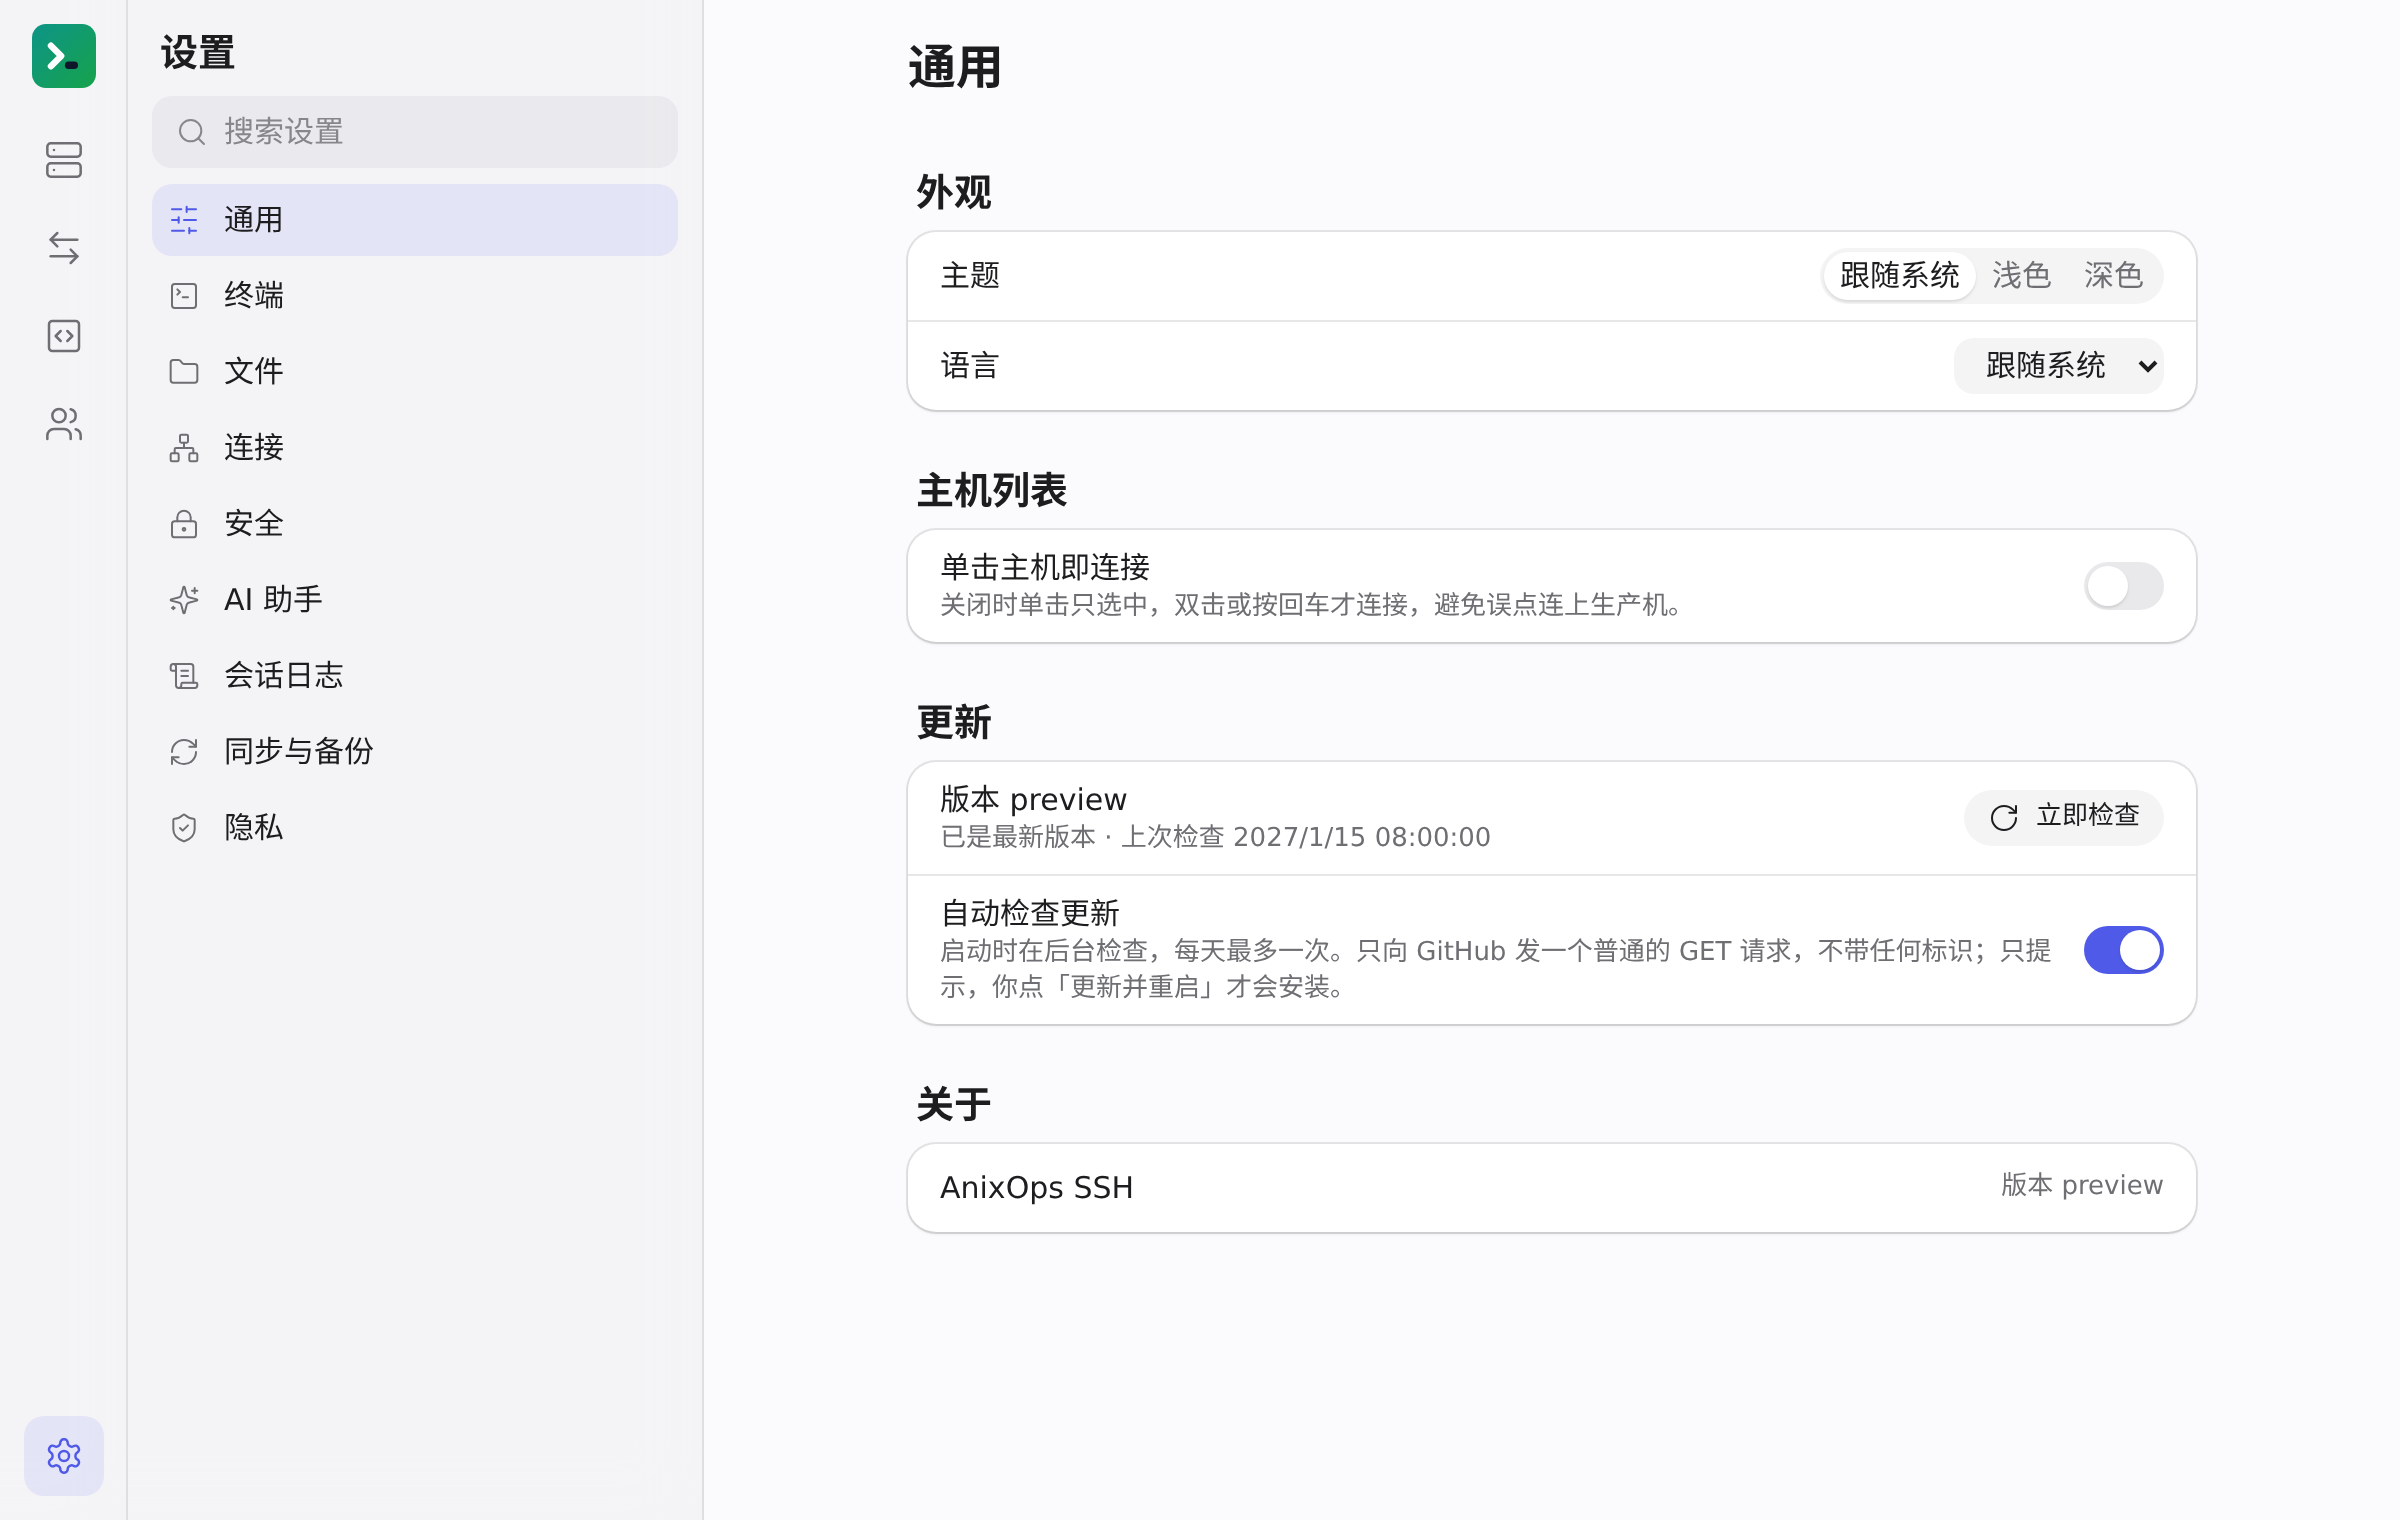 设置
搜索设置
通用
终端
文件
连接
安全
AI 助手
会话日志
同步与备份
隐私
通用
外观
主题
跟随系统 浅色 深色
语言
跟随系统
主机列表
单击主机即连接
关闭时单击只选中，双击或按回车才连接，避免误点连上生产机。
更新
版本 preview
已是最新版本 · 上次检查 2027/1/15 08:00:00
立即检查
自动检查更新
启动时在后台检查，每天最多一次。只向 GitHub 发一个普通的 GET 请求，不带任何标识；只提
示，你点「更新并重启」才会安装。
关于
AnixOps SSH
版本 preview